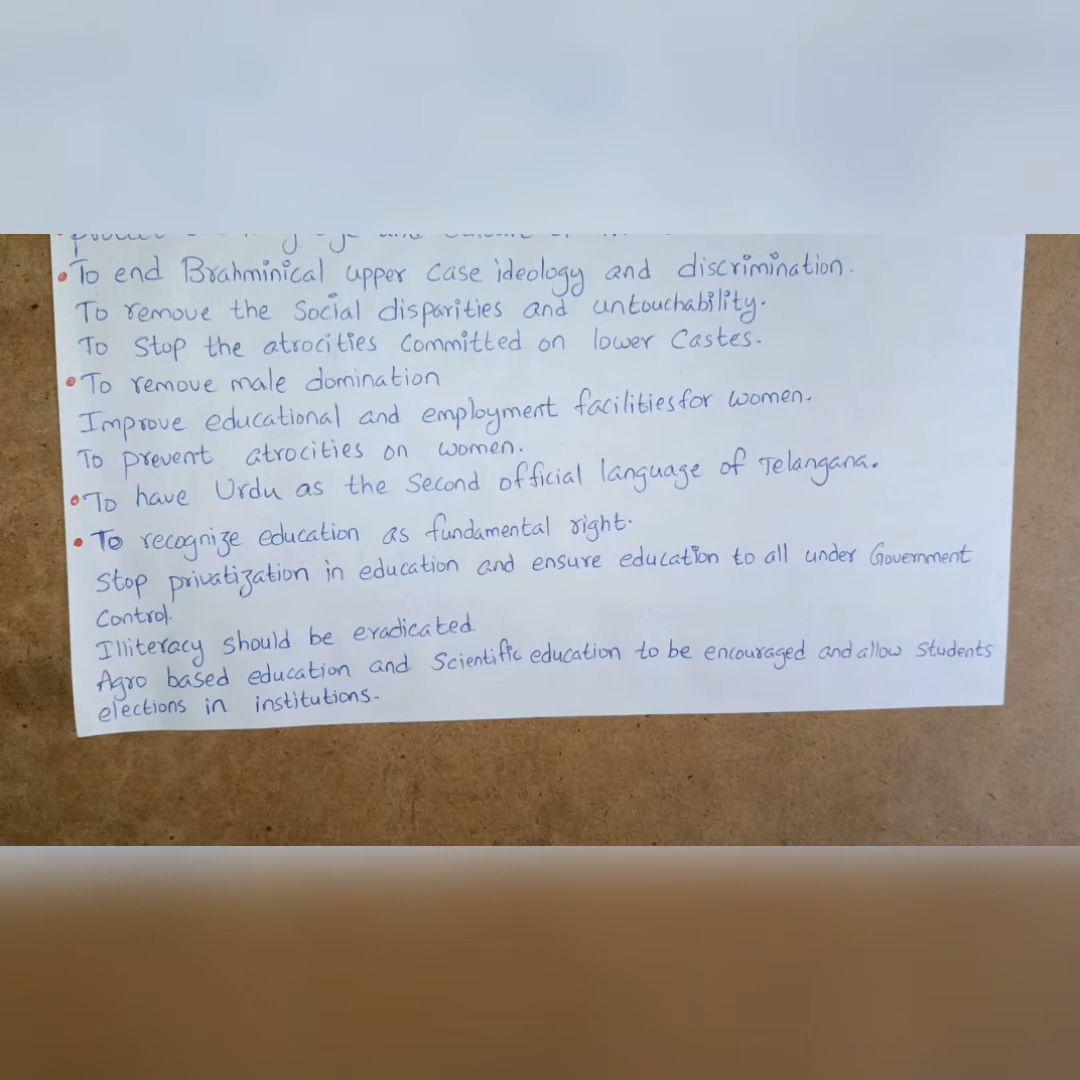 • To end Brahminical upper case ideology and discrimination.
To remove the Social disparities and untouchability.
To Stop the atrocities Committed on lower Castes.
• To remove male domination
Improve educational and employment facilities for women.
To prevent atrocities on women.
• To have Urdu as the Second official language of Telangana.
• To recognize education as fundamental right.
Stop privatization in education and ensure education to all under Government
Control.
Illiteracy should be eradicated
Agro based education and Scientific education to be encouraged and allow Students
elections in institutions.